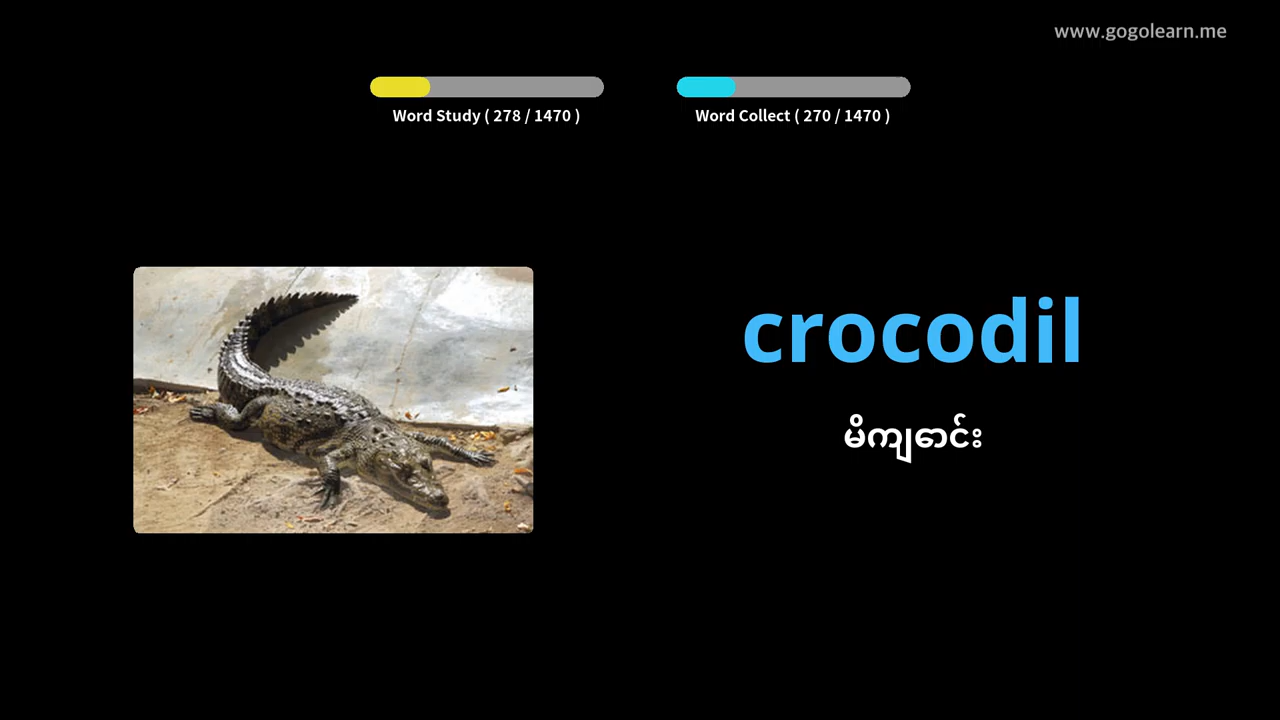 www.gogolearn.me
Word Study ( 278 / 1470 )
Word Collect ( 270 / 1470 )
crocodil
မိကျောင်း